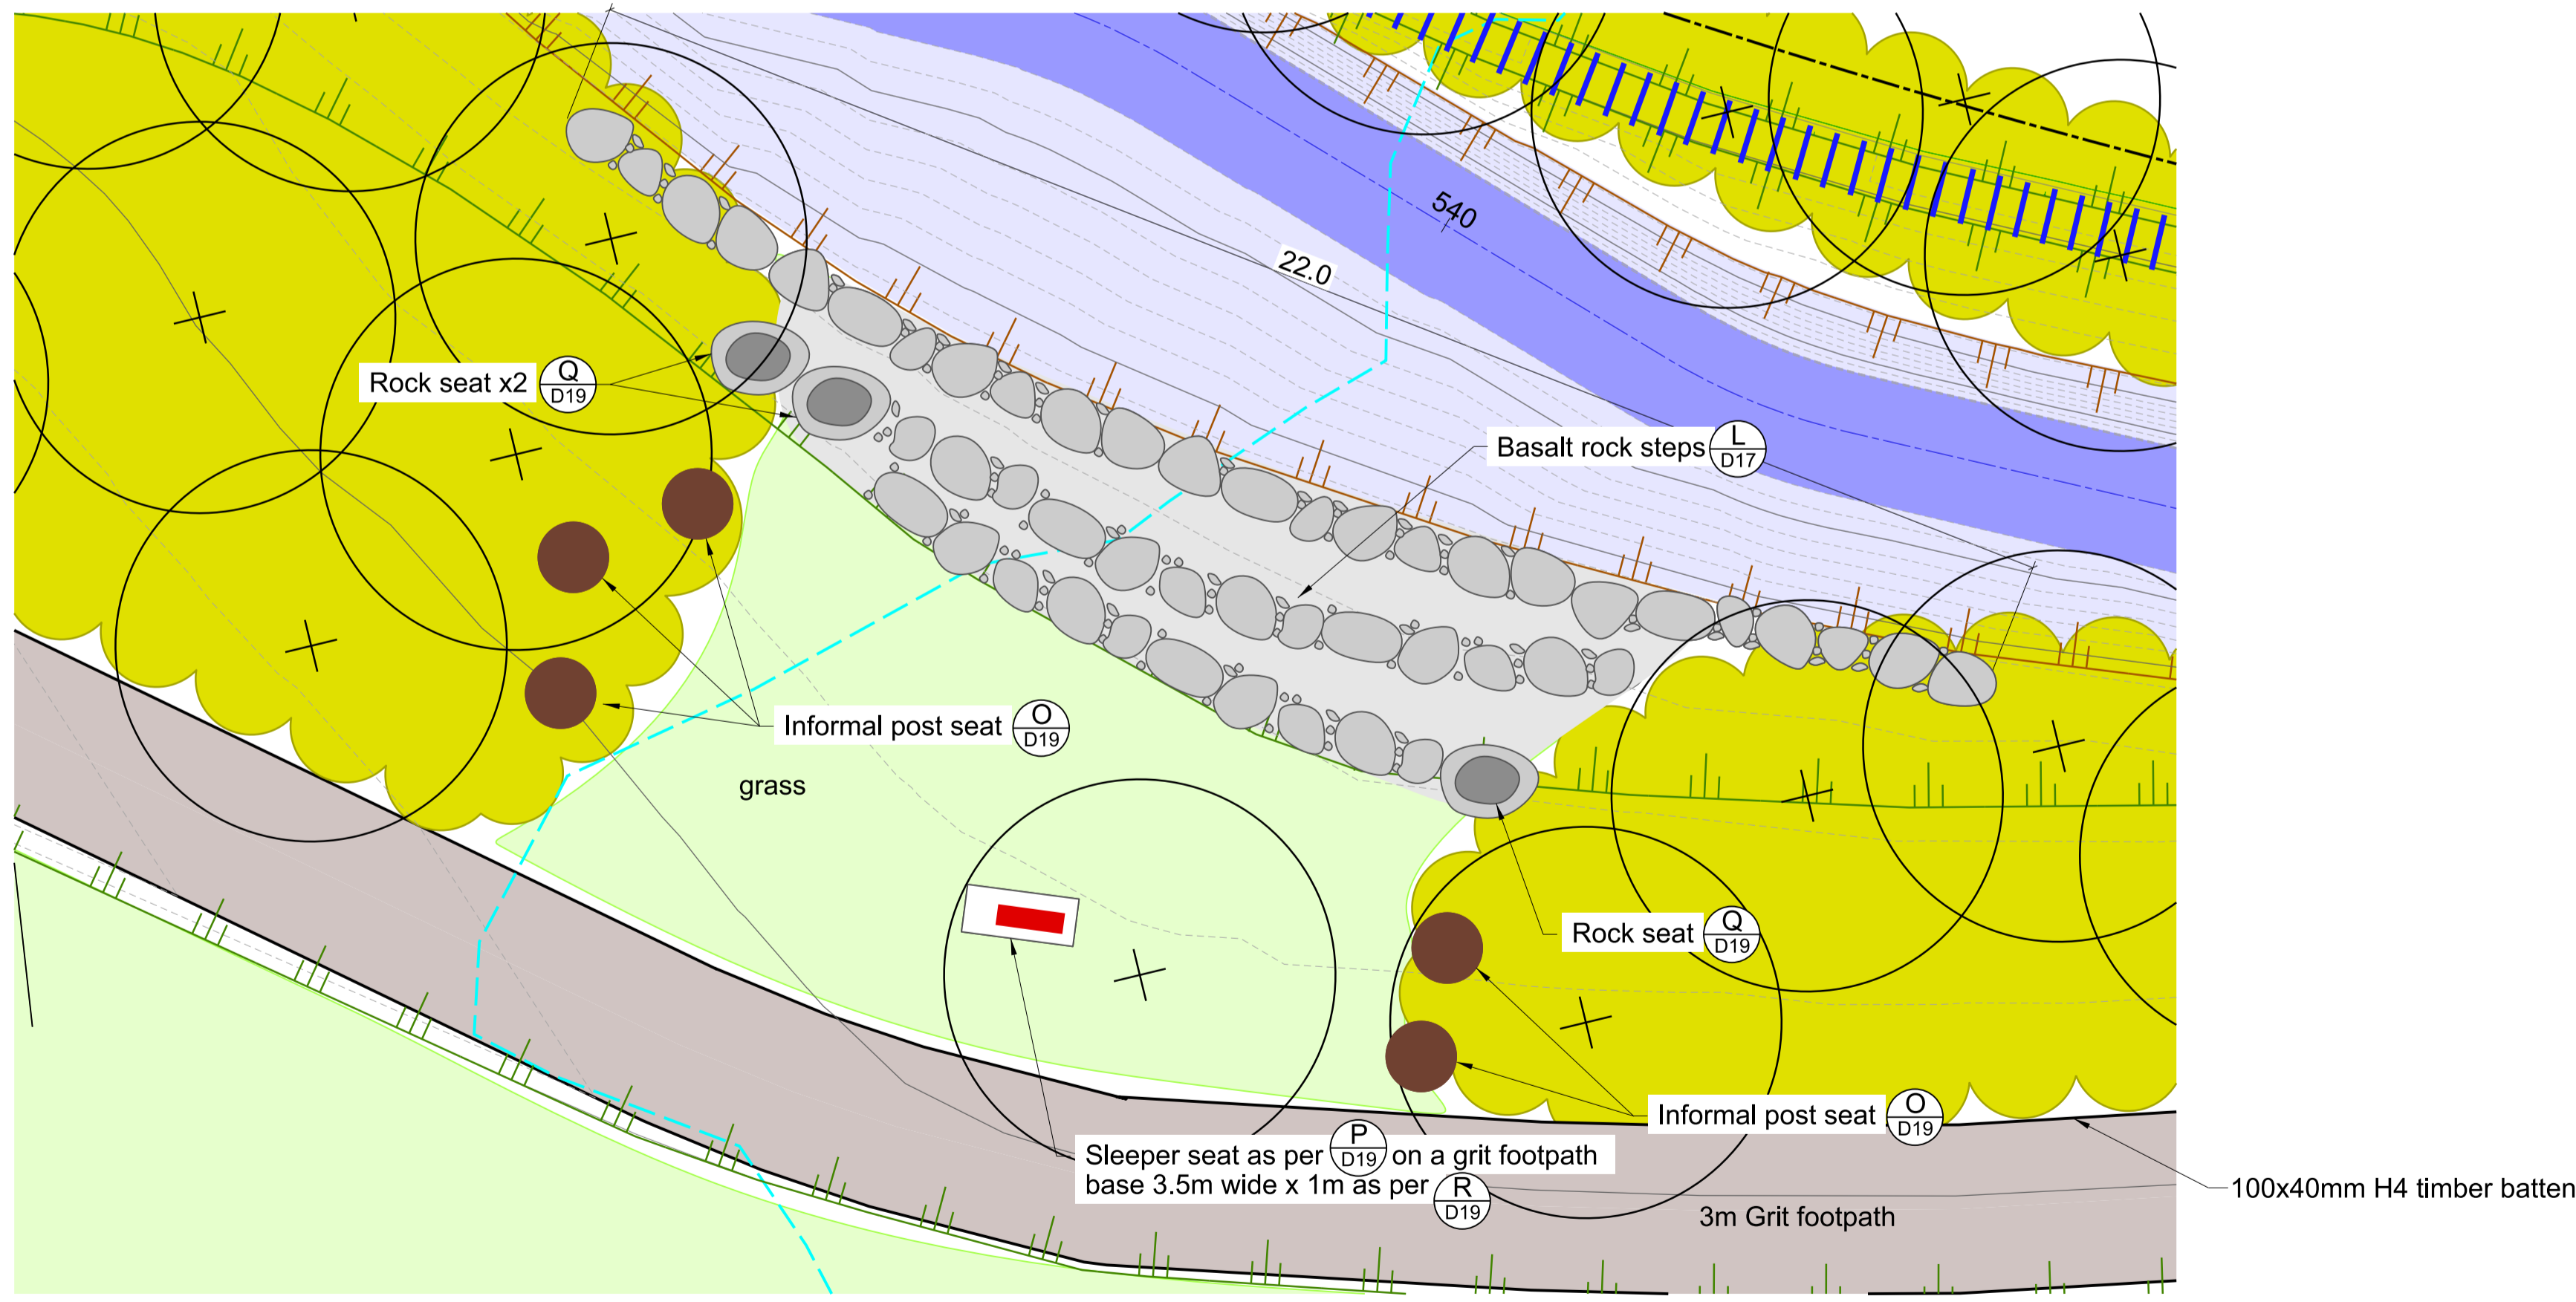 540
22.0
Rock seat x2 Q D19
Basalt rock steps L D17
Informal post seat O D19
grass
Rock seat Q D19
Informal post seat O D19
Sleeper seat as per P D19 on a grit footpath
base 3.5m wide x 1m as per R D19
100x40mm H4 timber batten
3m Grit footpath